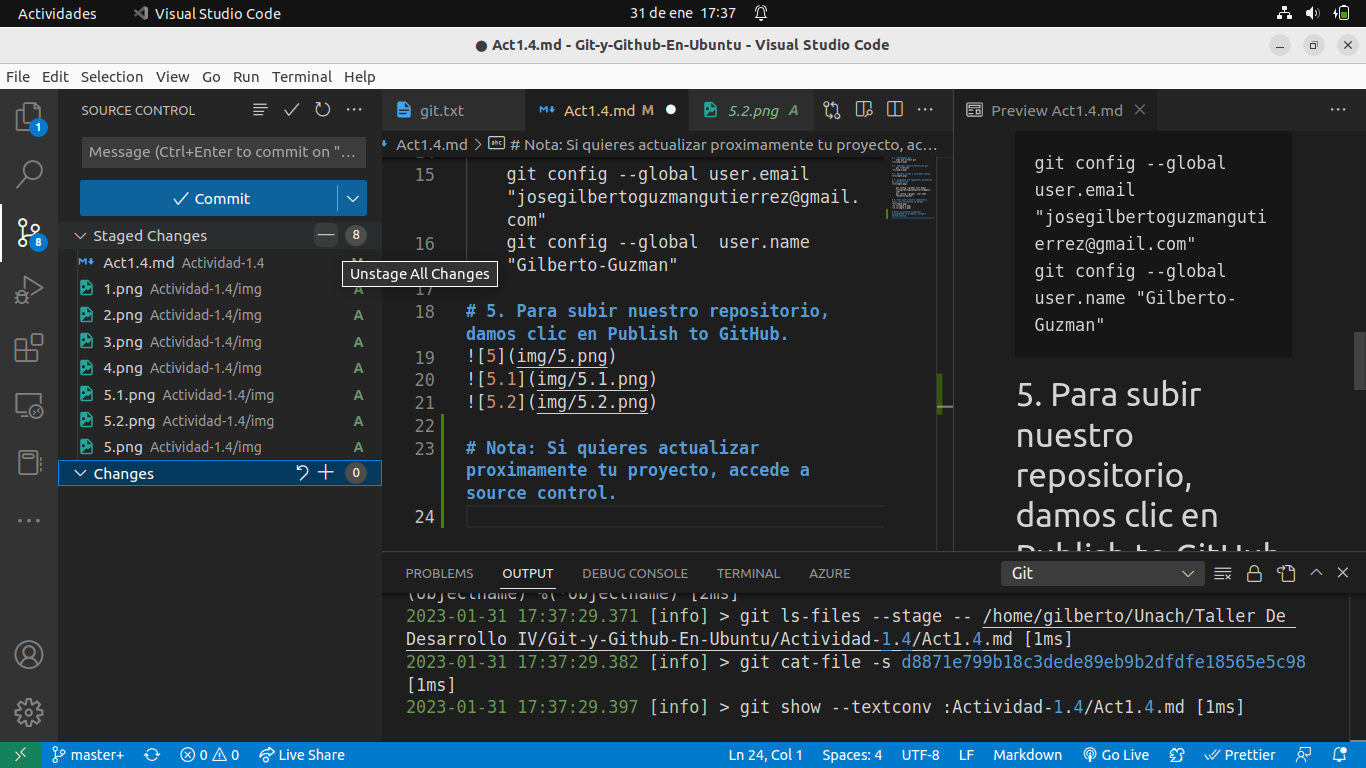 Actividades Visual Studio Code 31 de ene 17:37
Act1.4.md - Git-y-Github-En-Ubuntu - Visual Studio Code
File Edit Selection View Go Run Terminal Help
SOURCE CONTROL
1
Message (Ctrl+Enter to commit on "...
Commit
8
Staged Changes 8
Act1.4.md Actividad-1.4
Unstage All Changes
1.png Actividad-1.4/img A
2.png Actividad-1.4/img A
3.png Actividad-1.4/img A
4.png Actividad-1.4/img A
5.1.png Actividad-1.4/img A
5.2.png Actividad-1.4/img A
5.png Actividad-1.4/img A
Changes 0
git.txt Act1.4.md M 5.2.png A
Act1.4.md > # Nota: Si quieres actualizar proximamente tu proyecto, ac...
15 git config --global user.email
"josegilbertoguzmangutierrez@gmail.
com"
16 git config --global  user.name
"Gilberto-Guzman"
17
18 # 5. Para subir nuestro repositorio,
damos clic en Publish to GitHub.
19 ![5](img/5.png)
20 ![5.1](img/5.1.png)
21 ![5.2](img/5.2.png)
22
23 # Nota: Si quieres actualizar
proximamente tu proyecto, accede a
source control.
24
Preview Act1.4.md
git config --global
user.email
"josegilbertoguzmanguti
errez@gmail.com"
git config --global
user.name "Gilberto-
Guzman"
5. Para subir
nuestro
repositorio,
damos clic en
Publish to GitHub
PROBLEMS OUTPUT DEBUG CONSOLE TERMINAL AZURE Git
(objectname) %(*objectname) [2ms]
2023-01-31 17:37:29.371 [info] > git ls-files --stage -- /home/gilberto/Unach/Taller De
Desarrollo IV/Git-y-Github-En-Ubuntu/Actividad-1.4/Act1.4.md [1ms]
2023-01-31 17:37:29.382 [info] > git cat-file -s d8871e799b18c3dede89eb9b2dfdfe18565e5c98
[1ms]
2023-01-31 17:37:29.397 [info] > git show --textconv :Actividad-1.4/Act1.4.md [1ms]
master+ 0 0 Live Share Ln 24, Col 1 Spaces: 4 UTF-8 LF Markdown Go Live Prettier